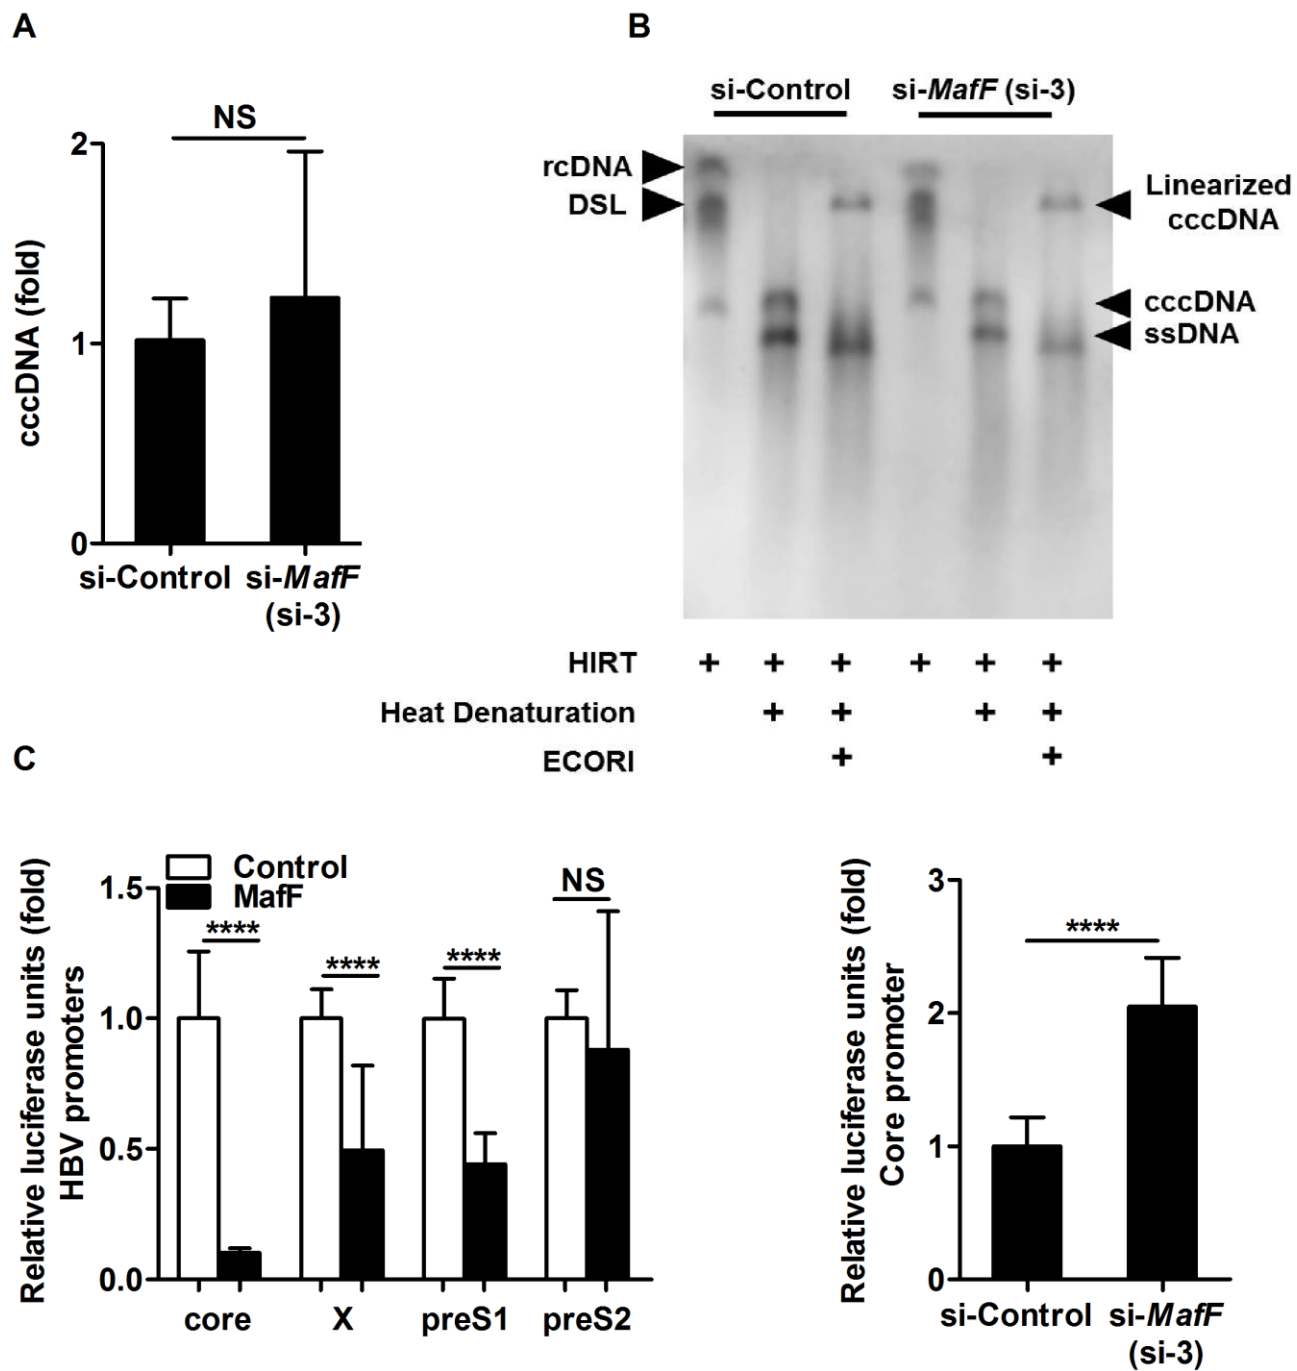 A
B
NS
cccDNA (fold)
2
1
0
si-Control
si-MafF
(si-3)
si-Control
si-MafF (si-3)
rcDNA
DSL
Linearized
cccDNA
cccDNA
ssDNA
HIRT + + + + + +
Heat Denaturation + + + +
ECORI + +
C
Relative luciferase units (fold)
HBV promoters
Control
MafF
1.5
1.0
0.5
0.0
****
****
****
NS
core X preS1 preS2
Relative luciferase units (fold)
Core promoter
3
2
1
0
****
si-Control
si-MafF
(si-3)